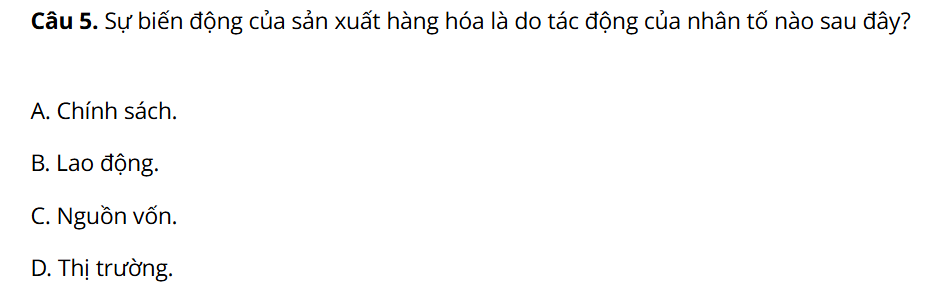 Câu 5. Sự biến động của sản xuất hàng hóa là do tác động của nhân tố nào sau đây?
A. Chính sách.
B. Lao động.
C. Nguồn vốn.
D. Thị trường.